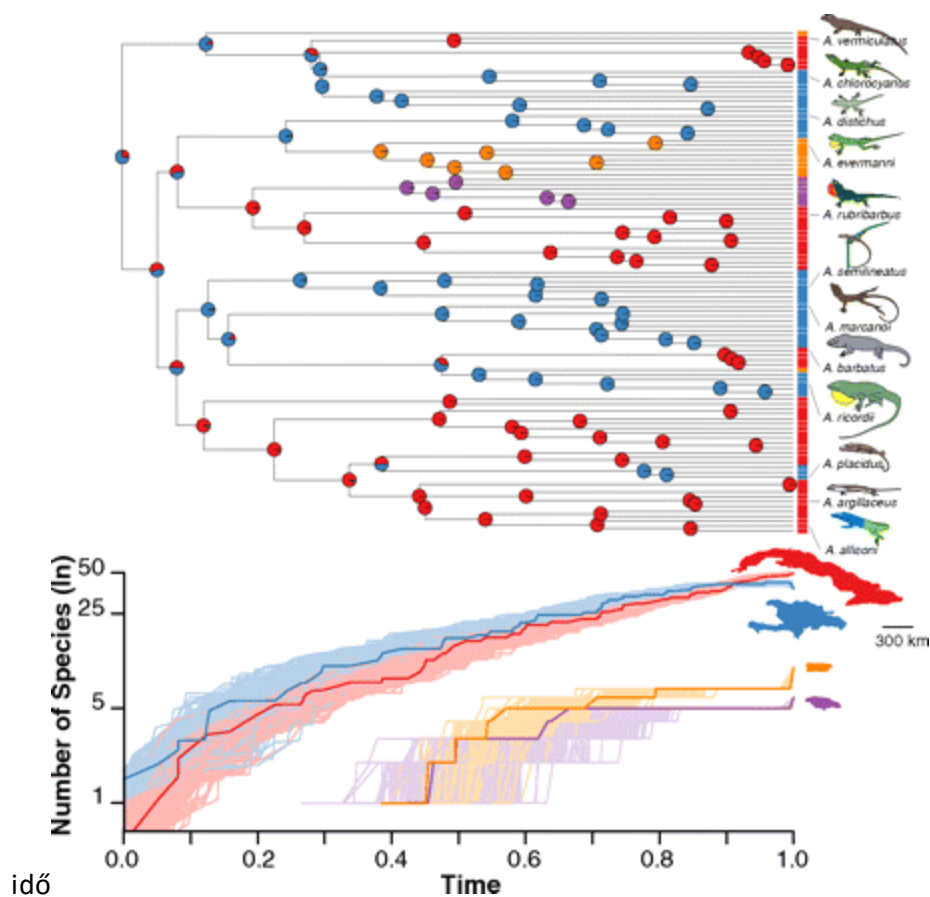 A. vermiculatus
A. chlorocyanus
A. distichus
A. evermanni
A. rubribarbus
A. semilineatus
A. marcanoi
A. barbatus
A. ricordii
A. placidus
A. argillaceus
A. allisoni
Number of Species (ln)
50
25
5
1
300 km
0.0 0.2 0.4 0.6 0.8 1.0
idő Time